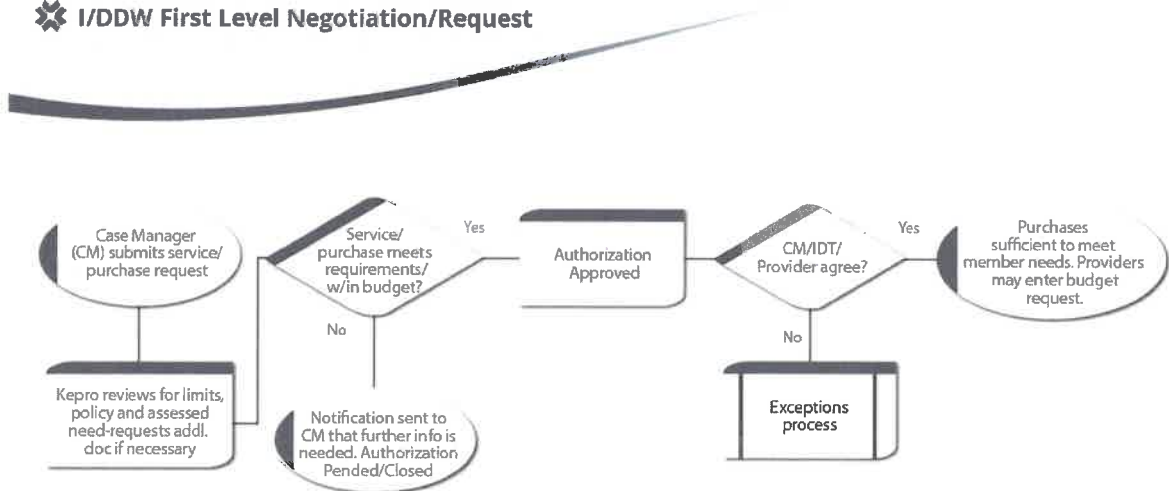 I/DDW First Level Negotiation/Request
Case Manager
(CM) submits service/
purchase request
Kepro reviews for limits,
policy and assessed
need-requests addl.
doc if necessary
Service/
purchase meets
requirements/
w/in budget?
Yes
No
Notification sent to
CM that further info is
needed. Authorization
Pended/Closed
Authorization
Approved
CM/IDT/
Provider agree?
Yes
No
Exceptions
process
Purchases
sufficient to meet
member needs. Providers
may enter budget
request.